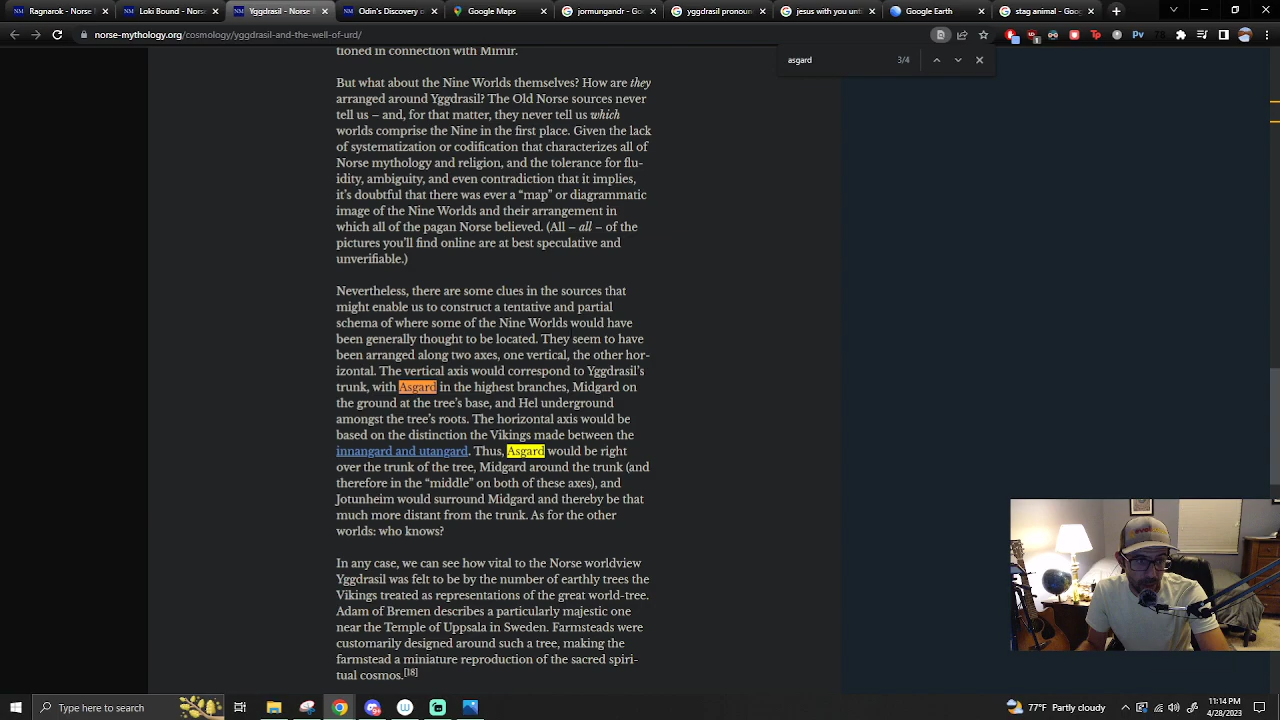 Ragnarok - Norse M
Loki Bound - Norse
Yggdrasil - Norse M
Odin's Discovery o
Google Maps
jormungandr - Goo
yggdrasil proxima
jesus with you unt
Google Earth
stag animal - Goog
norse-mythology.org/cosmology/yggdrasil-and-the-well-of-urd/
asgard 3/4
tioned in connection with Mimir.
But what about the Nine Worlds themselves? How are they
arranged around Yggdrasil? The Old Norse sources never
tell us – and, for that matter, they never tell us which
worlds comprise the Nine in the first place. Given the lack
of systematization or codification that characterizes all of
Norse mythology and religion, and the tolerance for flu-
idity, ambiguity, and even contradiction that it implies,
it's doubtful that there was ever a “map” or diagrammatic
image of the Nine Worlds and their arrangement in
which all of the pagan Norse believed. (All – all – of the
pictures you'll find online are at best speculative and
unverifiable.)
Nevertheless, there are some clues in the sources that
might enable us to construct a tentative and partial
schema of where some of the Nine Worlds would have
been generally thought to be located. They seem to have
been arranged along two axes, one vertical, the other hor-
izontal. The vertical axis would correspond to Yggdrasil's
trunk, with Asgard in the highest branches, Midgard on
the ground at the tree's base, and Hel underground
amongst the tree's roots. The horizontal axis would be
based on the distinction the Vikings made between the
innangard and utangard. Thus, Asgard would be right
over the trunk of the tree, Midgard around the trunk (and
therefore in the “middle” on both of these axes), and
Jotunheim would surround Midgard and thereby be that
much more distant from the trunk. As for the other
worlds: who knows?
In any case, we can see how vital to the Norse worldview
Yggdrasil was felt to be by the number of earthly trees the
Vikings treated as representations of the great world-tree.
Adam of Bremen describes a particularly majestic one
near the Temple of Uppsala in Sweden. Farmsteads were
customarily designed around such a tree, making the
farmstead a miniature reproduction of the sacred spiri-
tual cosmos.[18]
Type here to search
77°F Partly cloudy
11:14 PM
4/28/2023